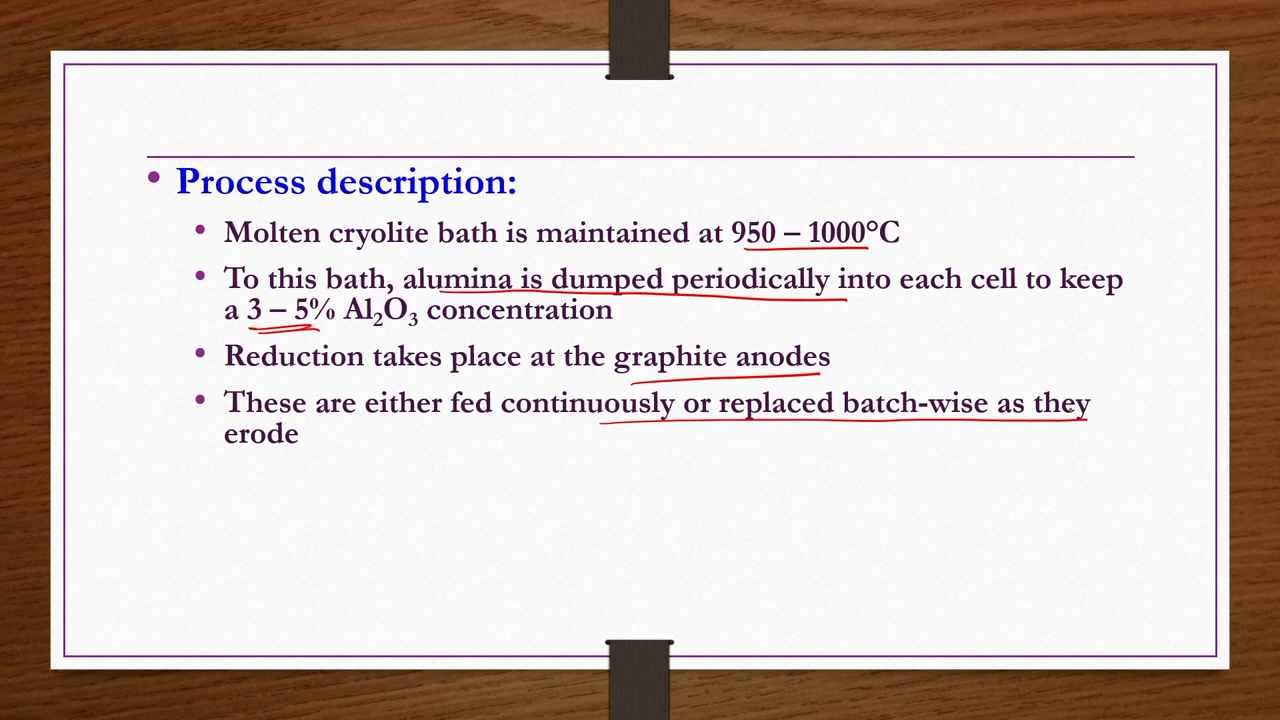 • Process description:
• Molten cryolite bath is maintained at 950 – 1000°C
• To this bath, alumina is dumped periodically into each cell to keep
a 3 – 5% Al₂O₃ concentration
• Reduction takes place at the graphite anodes
• These are either fed continuously or replaced batch-wise as they
erode